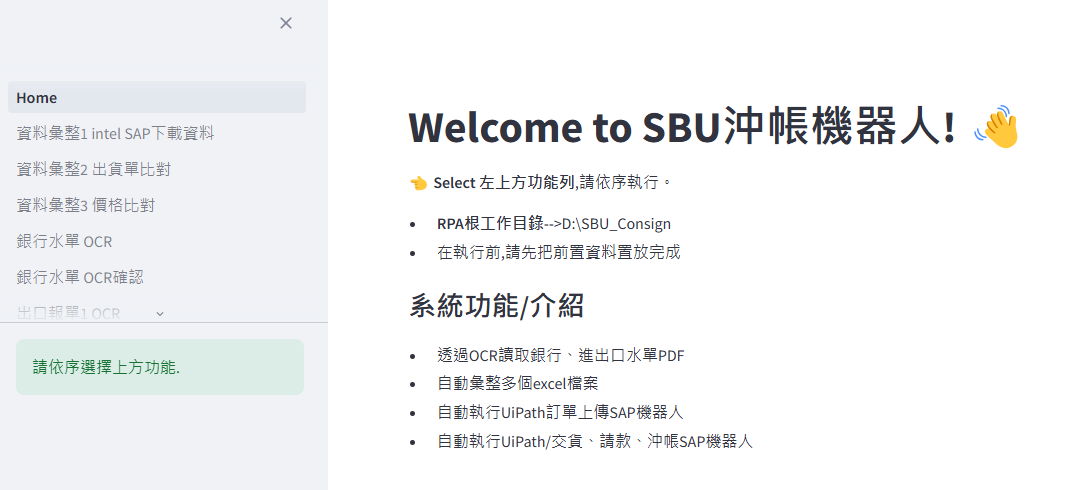 Home
資料彙整1 intel SAP下載資料
資料彙整2 出貨單比對
資料彙整3 價格比對
銀行水單 OCR
銀行水單 OCR確認
出口報單1 OCR
請依序選擇上方功能.
Welcome to SBU沖帳機器人! 👋
👈 Select 左上方功能列,請依序執行。
• RPA根工作目錄-->D:\SBU_Consign
• 在執行前,請先把前置資料置放完成
系統功能/介紹
• 透過OCR讀取銀行、進出口水單PDF
• 自動彙整多個excel檔案
• 自動執行UiPath訂單上傳SAP機器人
• 自動執行UiPath/交貨、請款、沖帳SAP機器人